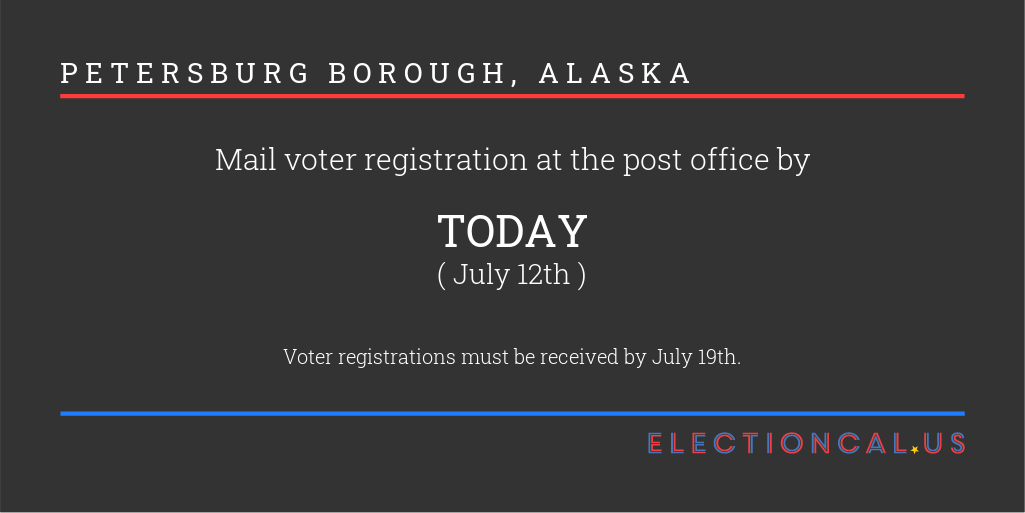 PETERSBURG BOROUGH, ALASKA
Mail voter registration at the post office by
TODAY
( July 12th )
Voter registrations must be received by July 19th.
ELECTIONCAL.US